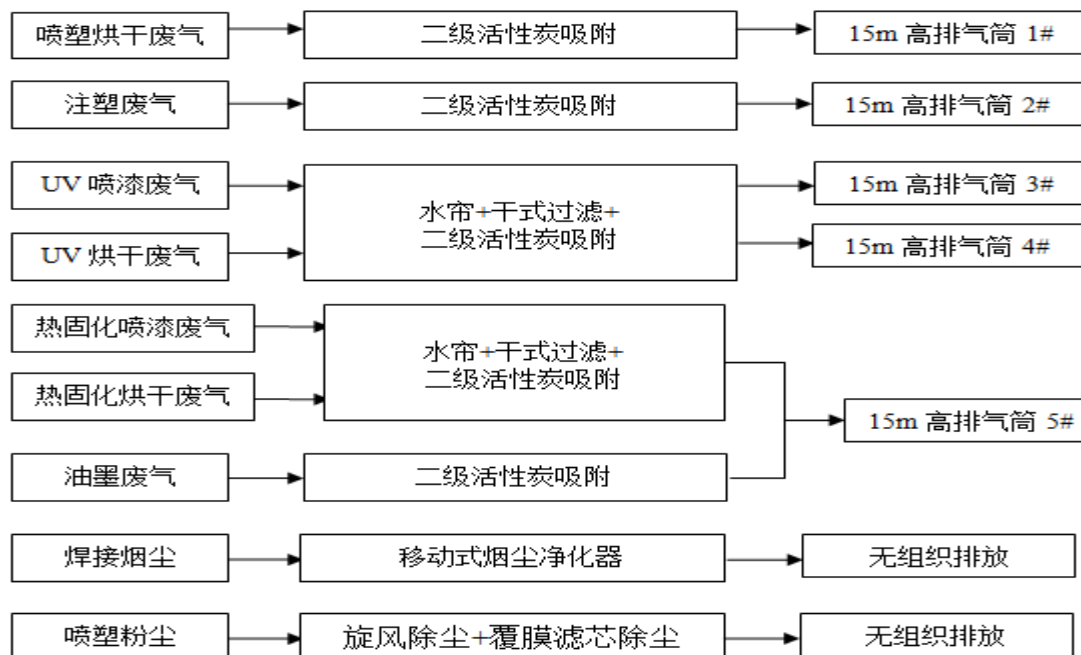 喷塑烘干废气
二级活性炭吸附
15m 高排气筒 1#
注塑废气
二级活性炭吸附
15m 高排气筒 2#
UV 喷漆废气
UV 烘干废气
水帘+干式过滤+
二级活性炭吸附
15m 高排气筒 3#
15m 高排气筒 4#
热固化喷漆废气
热固化烘干废气
水帘+干式过滤+
二级活性炭吸附
油墨废气
二级活性炭吸附
15m 高排气筒 5#
焊接烟尘
移动式烟尘净化器
无组织排放
喷塑粉尘
旋风除尘+覆膜滤芯除尘
无组织排放